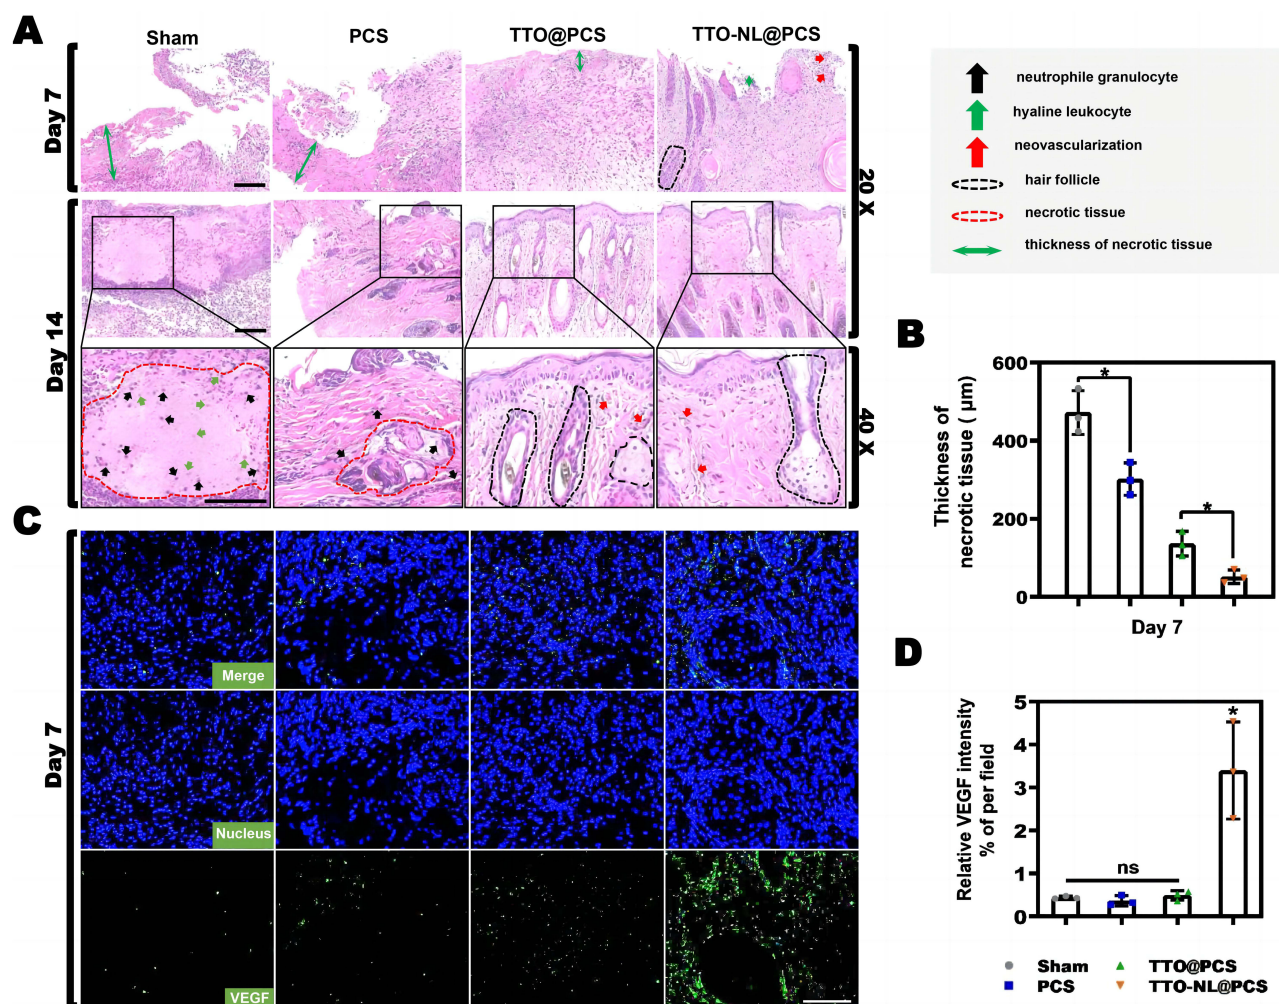 A
Sham
PCS
TTO@PCS
TTO-NL@PCS
Day 7
Day 14
20 X
40 X
neutrophile granulocyte
hyaline leukocyte
neovascularization
hair follicle
necrotic tissue
thickness of necrotic tissue
B
Thickness of
necrotic tissue ( μm)
600
400
200
0
*
*
Day 7
C
Day 7
Merge
Nucleus
VEGF
D
Relative VEGF intensity
% of per field
5
4
3
2
1
0
ns
*
Sham
TTO@PCS
PCS
TTO-NL@PCS